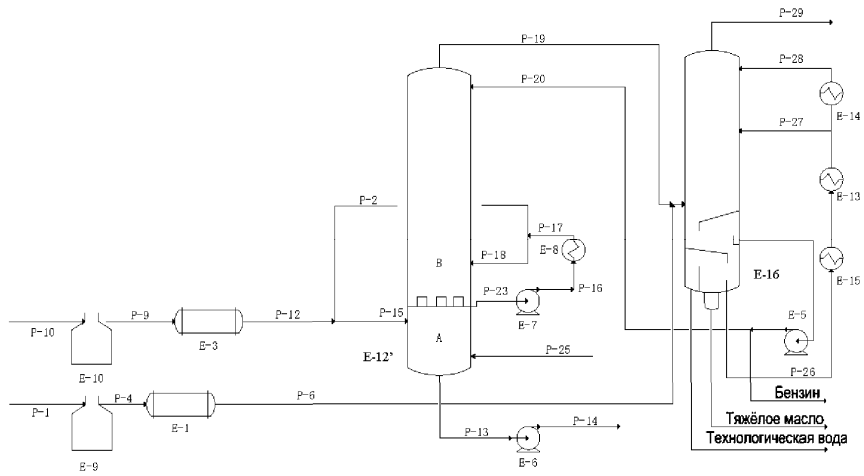 P-29
P-19
P-28
P-20
E-14
P-27
P-2
E-13
P-17
E-8
P-18
B
E-16
E-15
P-23
P-16
P-9
P-12
P-15
E-7
E-5
P-10
E-3
A
E-10
E-12’
P-25
P-26
P-4
P-6
Бензин
P-1
E-1
P-14
Тяжёлое масло
P-13
Технологическая вода
E-9
E-6